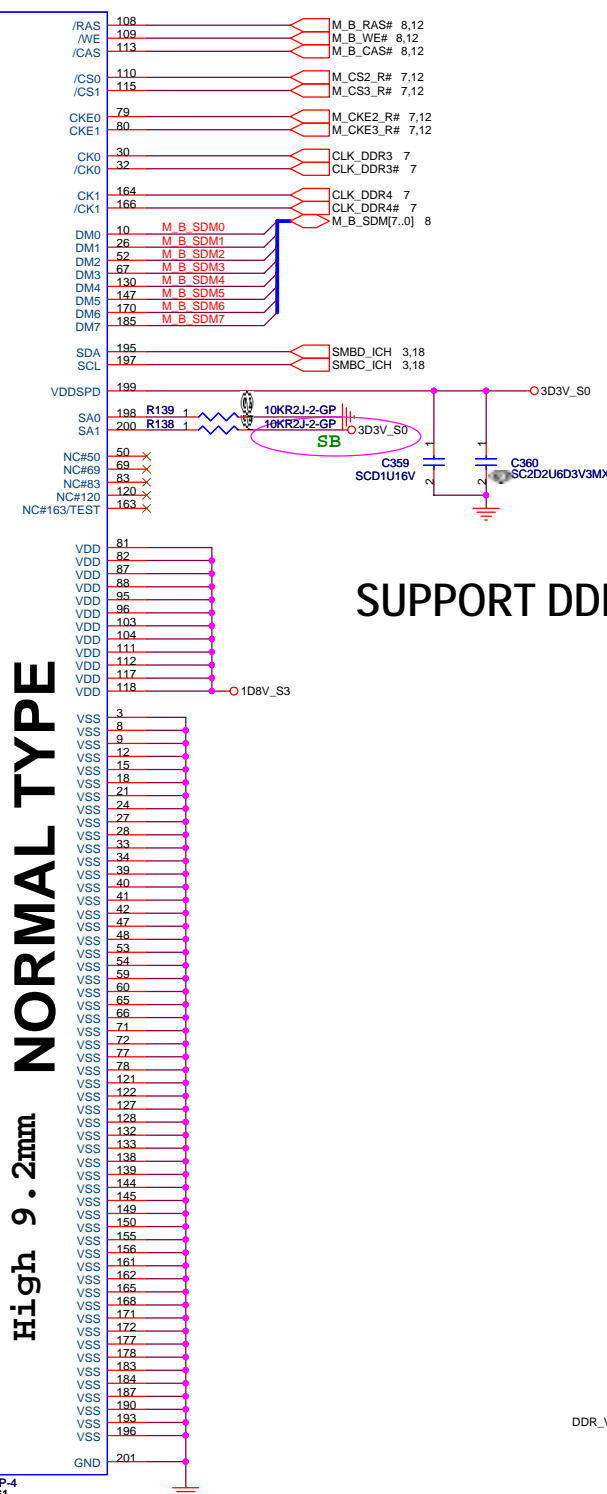 /RAS 108 M_B_RAS# 8,12
/WE 109 M_B_WE# 8,12
/CAS 113 M_B_CAS# 8,12
/CS0 110 M_CS2_R# 7,12
/CS1 115 M_CS3_R# 7,12
CKE0 79 M_CKE2_R# 7,12
CKE1 80 M_CKE3_R# 7,12
CK0 30 CLK_DDR3 7
/CK0 32 CLK_DDR3# 7
CK1 164 CLK_DDR4 7
/CK1 166 CLK_DDR4# 7
M_B_SDM[7..0] 8
DM0 10 M_B_SDM0
DM1 26 M_B_SDM1
DM2 52 M_B_SDM2
DM3 67 M_B_SDM3
DM4 130 M_B_SDM4
DM5 147 M_B_SDM5
DM6 170 M_B_SDM6
DM7 185 M_B_SDM7
SDA 195 SMBD_ICH 3,18
SCL 197 SMBC_ICH 3,18
VDDSPD 199 3D3V_S0
SA0 198 R139 1 10KR2J-2-GP
SA1 200 R138 1 10KR2J-2-GP 3D3V_S0
SB
NC#50 50
NC#69 69
NC#83 83
NC#120 120
NC#163/TEST 163
1 C359 2
SCD1U16V
1 C360 2
SC2D2U6D3V3MX
VDD 81
VDD 82
VDD 87
VDD 88
VDD 95
VDD 96
VDD 103
VDD 104
VDD 111
VDD 112
VDD 117
VDD 118 1D8V_S3
SUPPORT
NORMAL TYPE
High 9.2mm
VSS 3
VSS 8
VSS 9
VSS 12
VSS 15
VSS 18
VSS 21
VSS 24
VSS 27
VSS 28
VSS 33
VSS 34
VSS 39
VSS 40
VSS 41
VSS 42
VSS 47
VSS 48
VSS 53
VSS 54
VSS 59
VSS 60
VSS 65
VSS 66
VSS 71
VSS 72
VSS 77
VSS 78
VSS 121
VSS 122
VSS 127
VSS 128
VSS 132
VSS 133
VSS 138
VSS 139
VSS 144
VSS 145
VSS 149
VSS 150
VSS 155
VSS 156
VSS 161
VSS 162
VSS 165
VSS 168
VSS 171
VSS 172
VSS 177
VSS 178
VSS 183
VSS 184
VSS 187
VSS 190
VSS 193
VSS 196
GND 201
P-4